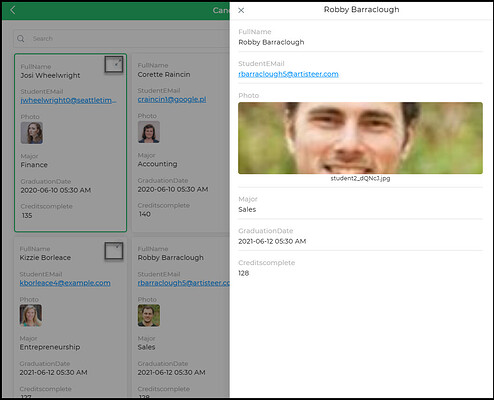 Can
Search
FullName
Josi Wheelwright
StudentEMail
jwheelwright0@seattletim...
Photo
Major
Finance
GraduationDate
2020-06-10 05:30 AM
Creditscomplete
135
FullName
Corette Raincin
StudentEMail
craincin1@google.pl
Photo
Major
Accounting
GraduationDate
2020-06-10 05:30 AM
Creditscomplete
140
FullName
Kizzie Borleace
StudentEMail
kborleace4@example.com
Photo
Major
Entrepreneurship
GraduationDate
2021-06-12 05:30 AM
Creditscomplete
127
FullName
Robby Barraclough
StudentEMail
rbarraclough5@artisteer.co
Photo
Major
Sales
GraduationDate
2021-06-12 05:30 AM
Creditscomplete
128
Robby Barraclough
FullName
Robby Barraclough
StudentEMail
rbarraclough5@artisteer.com
Photo
student2_dQNcJ.jpg
Major
Sales
GraduationDate
2021-06-12 05:30 AM
Creditscomplete
128